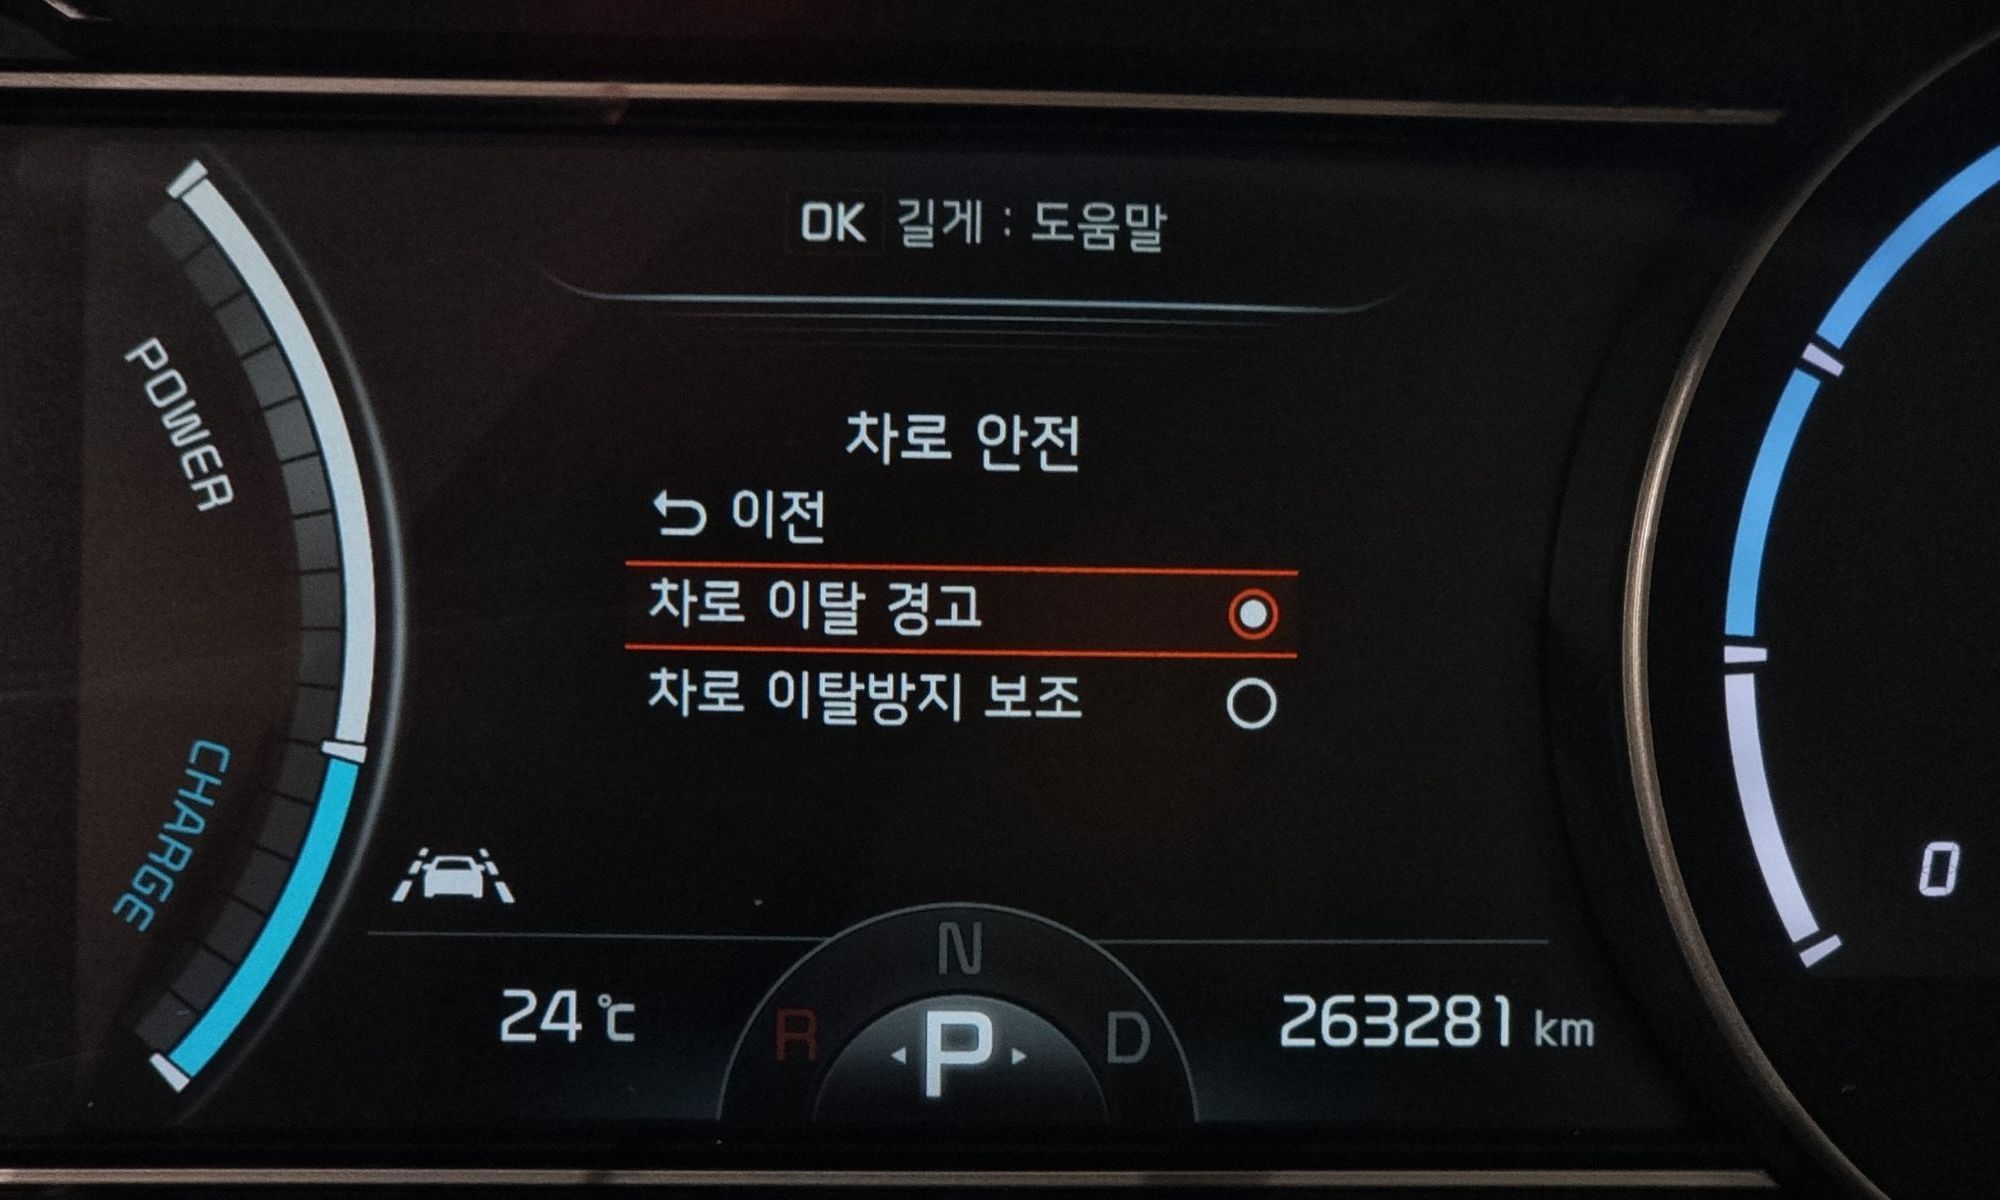 OK 길게 : 도움말
차로 안전
이전
차로 이탈 경고
차로 이탈방지 보조
POWER
CHARGE
0
N
R P D
24 ℃
263281 km